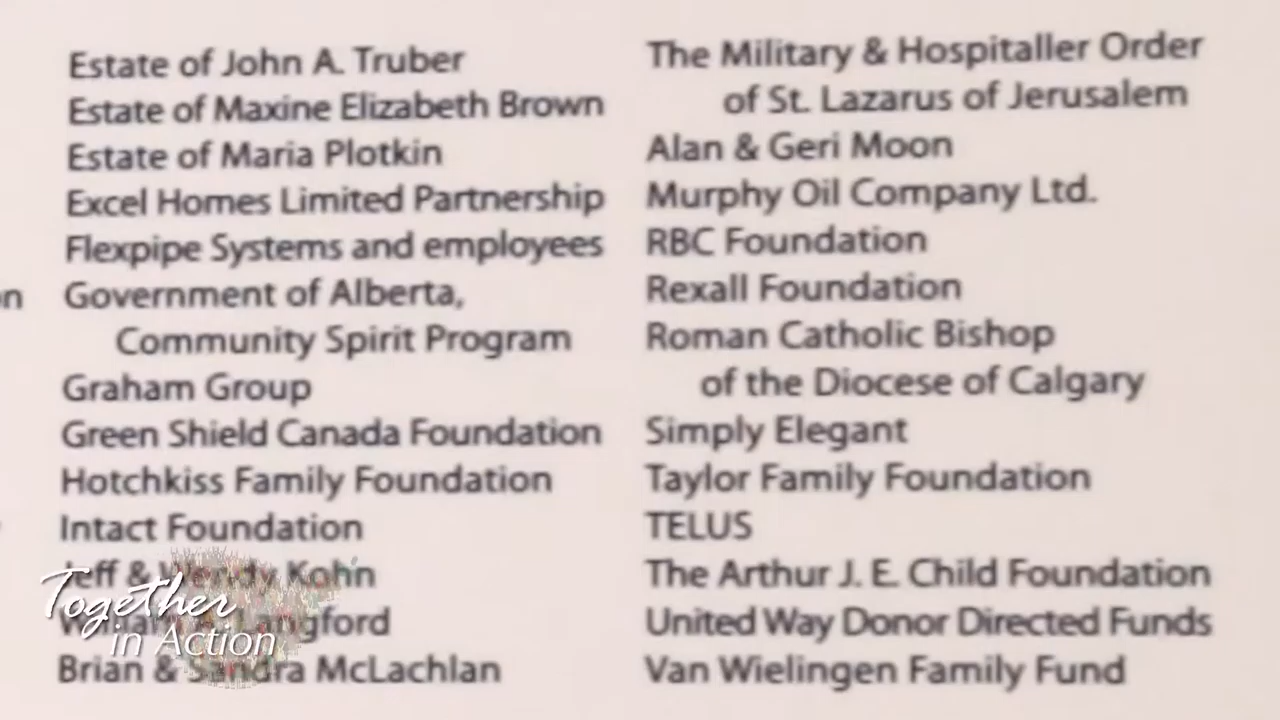 Estate of John A. Truber
Estate of Maxine Elizabeth Brown
Estate of Maria Plotkin
Excel Homes Limited Partnership
Flexpipe Systems and employees
Government of Alberta,
Community Spirit Program
Graham Group
Green Shield Canada Foundation
Hotchkiss Family Foundation
Intact Foundation
Jeff & Wendy Kohn
Langford
Brian & Sandra McLachlan
The Military & Hospitaller Order
of St. Lazarus of Jerusalem
Alan & Geri Moon
Murphy Oil Company Ltd.
RBC Foundation
Rexall Foundation
Roman Catholic Bishop
of the Diocese of Calgary
Simply Elegant
Taylor Family Foundation
TELUS
The Arthur J. E. Child Foundation
United Way Donor Directed Funds
Van Wielingen Family Fund
Together
in Action